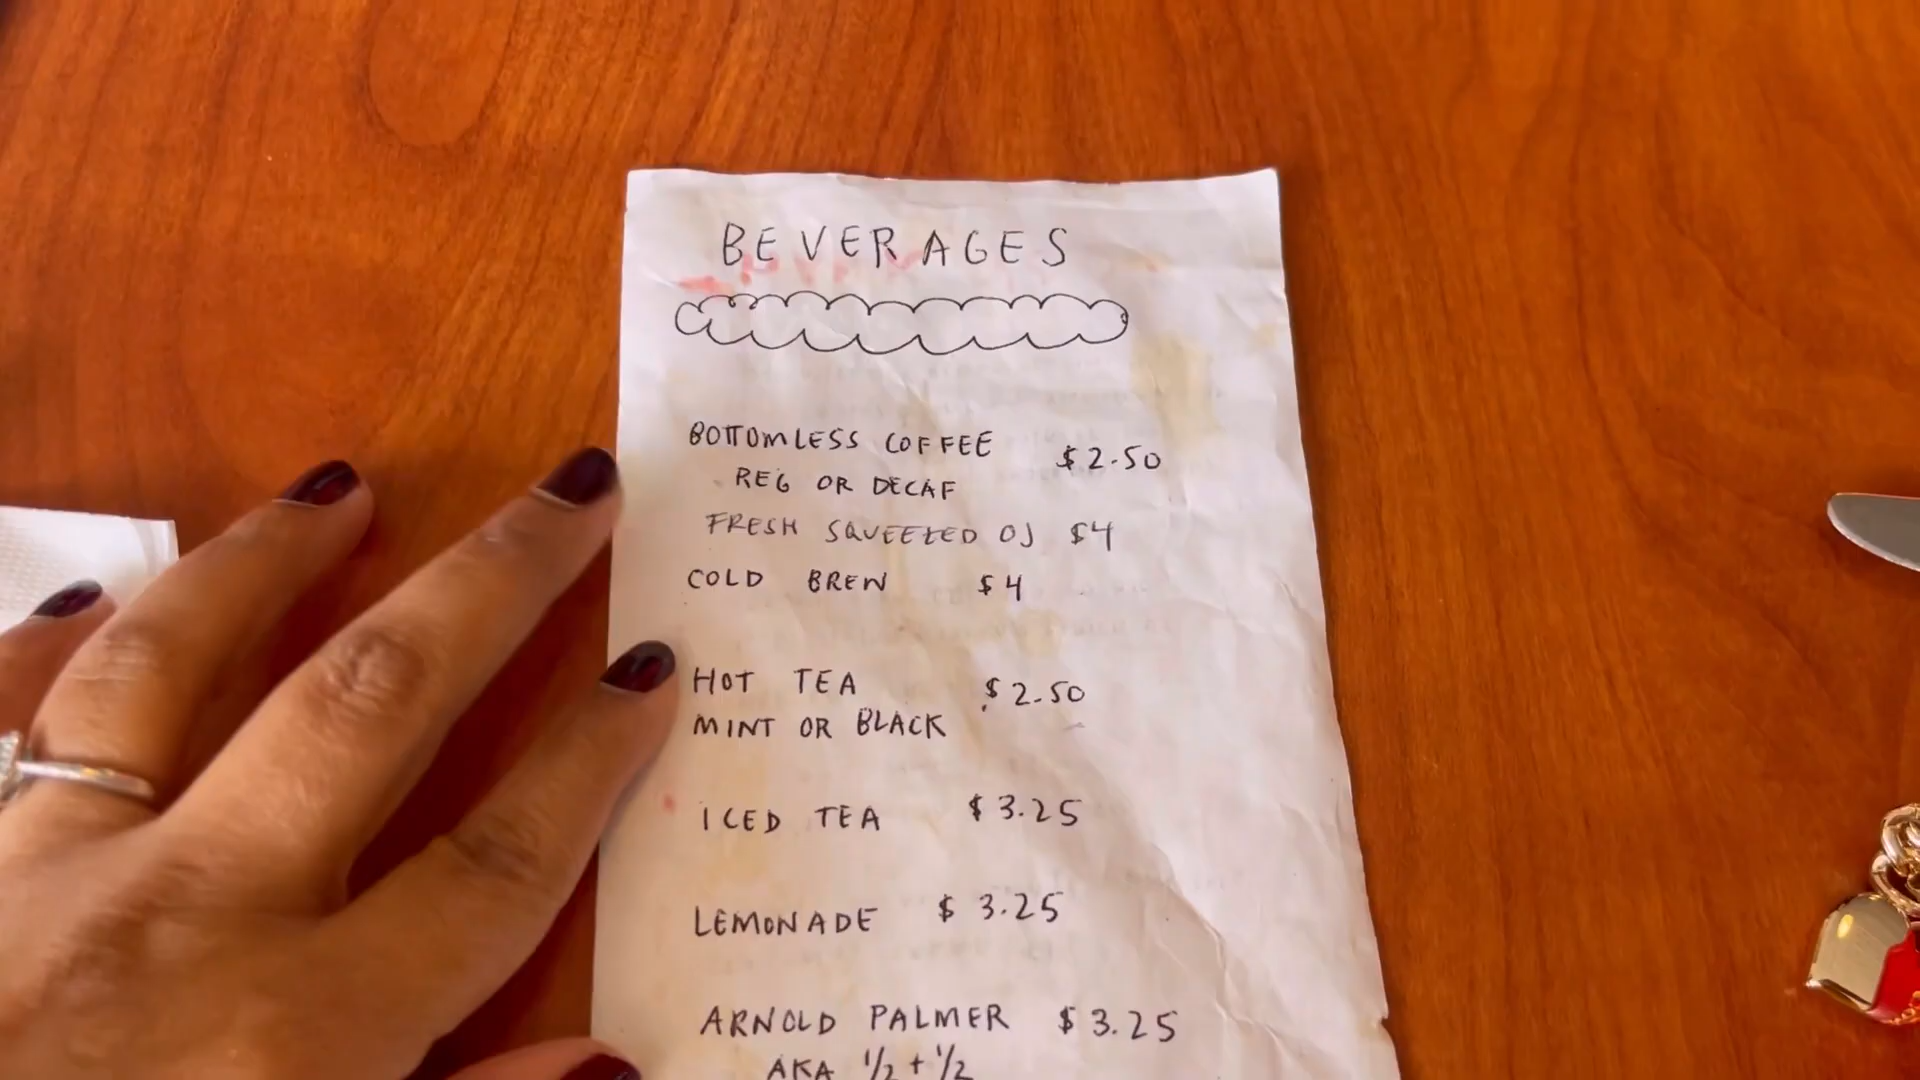 BEVERAGES
BOTTOMLESS COFFEE $2.50
REG OR DECAF
FRESH SQUEEZED OJ $4
COLD BREW $4
HOT TEA $2.50
MINT OR BLACK
ICED TEA $3.25
LEMONADE $3.25
ARNOLD PALMER $3.25
AKA 1/2 + 1/2